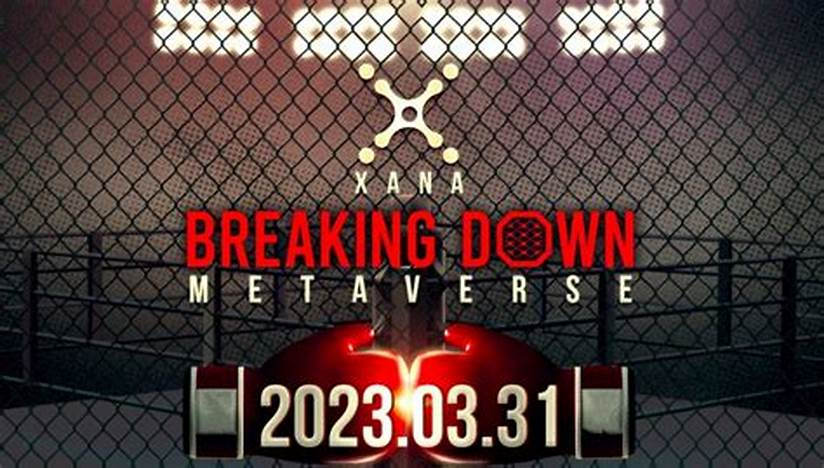 XANA
BREAKING DOWN
METAVERSE
2023.03.31